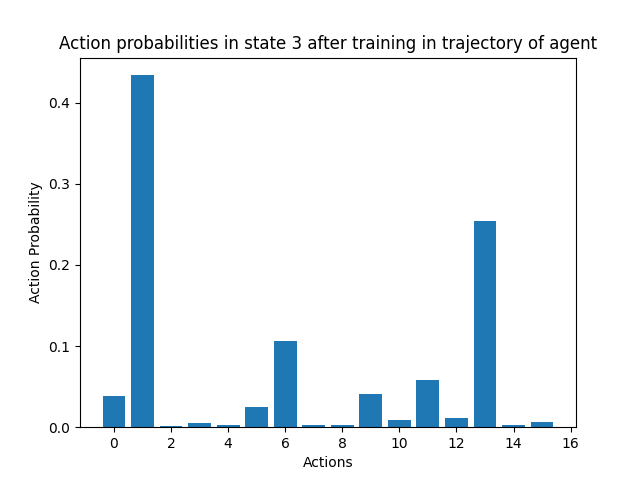 Action probabilities in state 3 after training in trajectory of agent
Action Probability
0.4
0.3
0.2
0.1
0.0
0 2 4 6 8 10 12 14 16
Actions